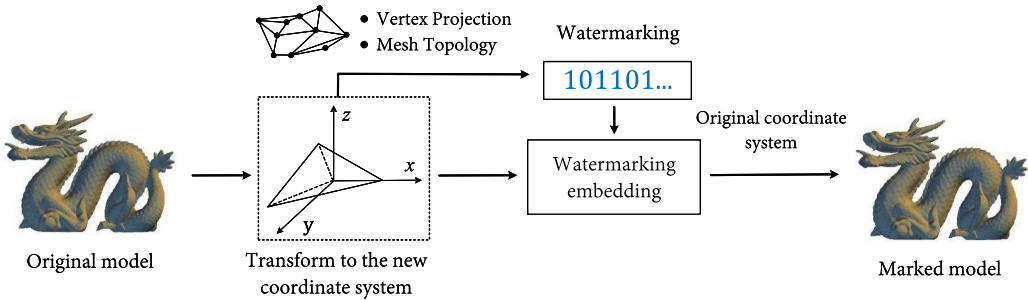 • Vertex Projection
• Mesh Topology
Watermarking
101101...
z
x
y
Original coordinate
system
Watermarking
embedding
Original model
Transform to the new
coordinate system
Marked model